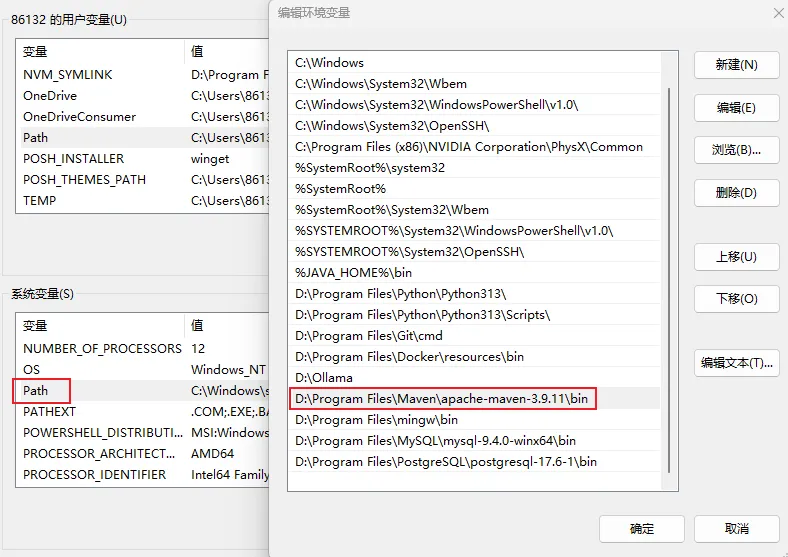 86132 的用户变量(U)
变量 值
NVM_SYMLINK D:\Program F
OneDrive C:\Users\8613
OneDriveConsumer C:\Users\8613
Path C:\Users\8613
POSH_INSTALLER winget
POSH_THEMES_PATH C:\Users\8613
TEMP C:\Users\8613
系统变量(S)
变量 值
NUMBER_OF_PROCESSORS 12
OS Windows_NT
Path C:\Windows\s
PATHEXT .COM;.EXE;.BA
POWERSHELL_DISTRIBUTI... MSI:Windows
PROCESSOR_ARCHITECT... AMD64
PROCESSOR_IDENTIFIER Intel64 Family
编辑环境变量
C:\Windows
C:\Windows\System32\Wbem
C:\Windows\System32\WindowsPowerShell\v1.0\
C:\Windows\System32\OpenSSH\
C:\Program Files (x86)\NVIDIA Corporation\PhysX\Common
%SystemRoot%\system32
%SystemRoot%
%SystemRoot%\System32\Wbem
%SYSTEMROOT%\System32\WindowsPowerShell\v1.0\
%SYSTEMROOT%\System32\OpenSSH\
%JAVA_HOME%\bin
D:\Program Files\Python\Python313\
D:\Program Files\Python\Python313\Scripts\
D:\Program Files\Git\cmd
D:\Program Files\Docker\resources\bin
D:\Ollama
D:\Program Files\Maven\apache-maven-3.9.11\bin
D:\Program Files\mingw\bin
D:\Program Files\MySQL\mysql-9.4.0-winx64\bin
D:\Program Files\PostgreSQL\postgresql-17.6-1\bin
新建(N)
编辑(E)
浏览(B)...
删除(D)
上移(U)
下移(O)
编辑文本(T)...
确定 取消